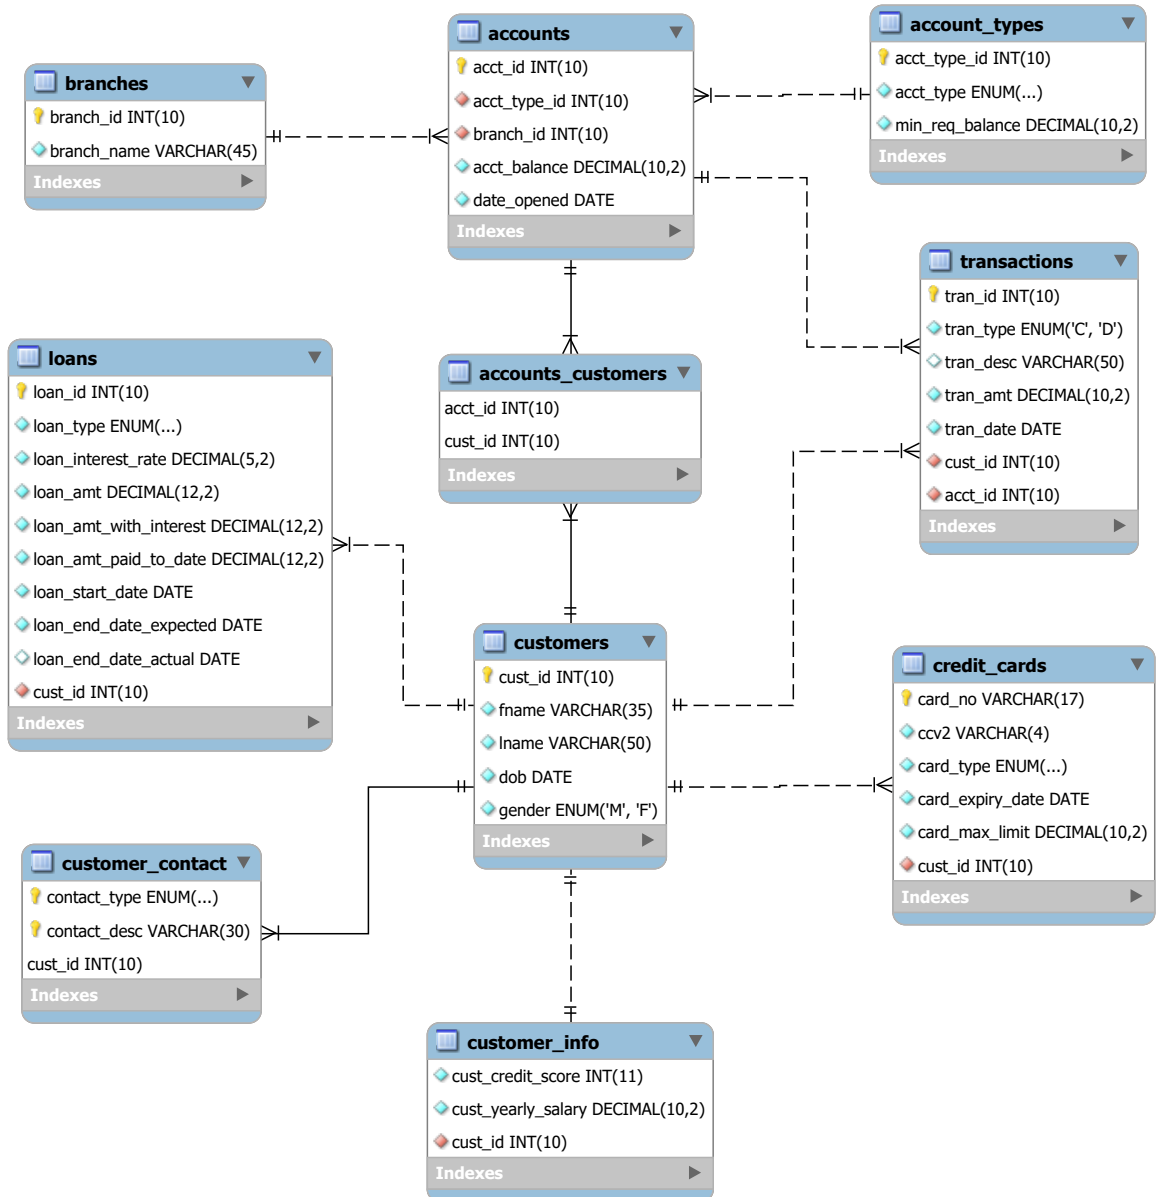 accounts
acct_id INT(10)
acct_type_id INT(10)
branch_id INT(10)
acct_balance DECIMAL(10,2)
date_opened DATE
Indexes
account_types
acct_type_id INT(10)
acct_type ENUM(...)
min_req_balance DECIMAL(10,2)
Indexes
branches
branch_id INT(10)
branch_name VARCHAR(45)
Indexes
transactions
tran_id INT(10)
tran_type ENUM('C', 'D')
tran_desc VARCHAR(50)
tran_amt DECIMAL(10,2)
tran_date DATE
cust_id INT(10)
acct_id INT(10)
Indexes
loans
loan_id INT(10)
loan_type ENUM(...)
loan_interest_rate DECIMAL(5,2)
loan_amt DECIMAL(12,2)
loan_amt_with_interest DECIMAL(12,2)
loan_amt_paid_to_date DECIMAL(12,2)
loan_start_date DATE
loan_end_date_expected DATE
loan_end_date_actual DATE
cust_id INT(10)
Indexes
accounts_customers
acct_id INT(10)
cust_id INT(10)
Indexes
customers
cust_id INT(10)
fname VARCHAR(35)
lname VARCHAR(50)
dob DATE
gender ENUM('M', 'F')
Indexes
credit_cards
card_no VARCHAR(17)
ccv2 VARCHAR(4)
card_type ENUM(...)
card_expiry_date DATE
card_max_limit DECIMAL(10,2)
cust_id INT(10)
Indexes
customer_contact
contact_type ENUM(...)
contact_desc VARCHAR(30)
cust_id INT(10)
Indexes
customer_info
cust_credit_score INT(11)
cust_yearly_salary DECIMAL(10,2)
cust_id INT(10)
Indexes